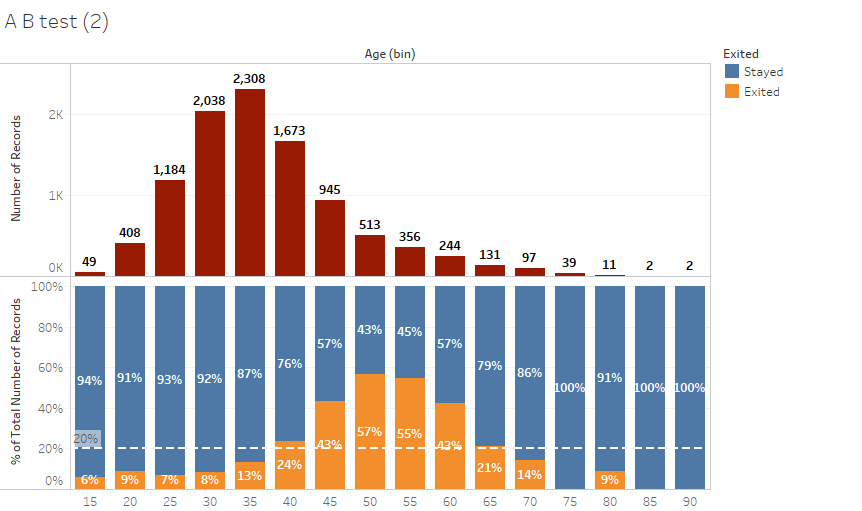 A B test (2)
Age (bin)
Exited
Stayed
Exited
Number of Records
2K
1K
0K
49
408
1,184
2,038
2,308
1,673
945
513
356
244
131
97
39
11
2
2
% of Total Number of Records
100%
80%
60%
40%
20%
0%
94% 91% 93% 92% 87% 76% 57% 43% 45% 57% 79% 86% 100% 91% 100% 100%
20%
6% 9% 7% 8% 13% 24% 43% 57% 55% 43% 21% 14% 9%
15 20 25 30 35 40 45 50 55 60 65 70 75 80 85 90